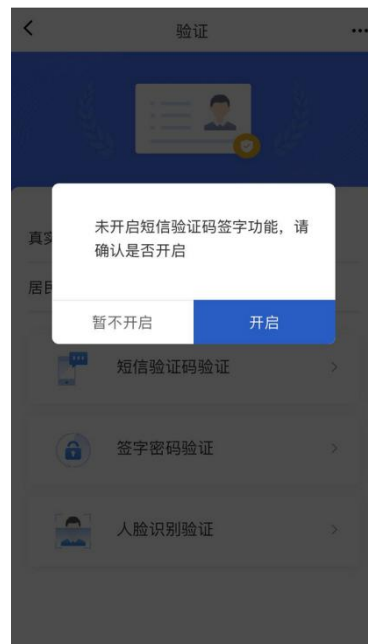 验证
未开启短信验证码签字功能，请
确认是否开启
真实
居民
暂不开启
开启
短信验证码验证
签字密码验证
人脸识别验证